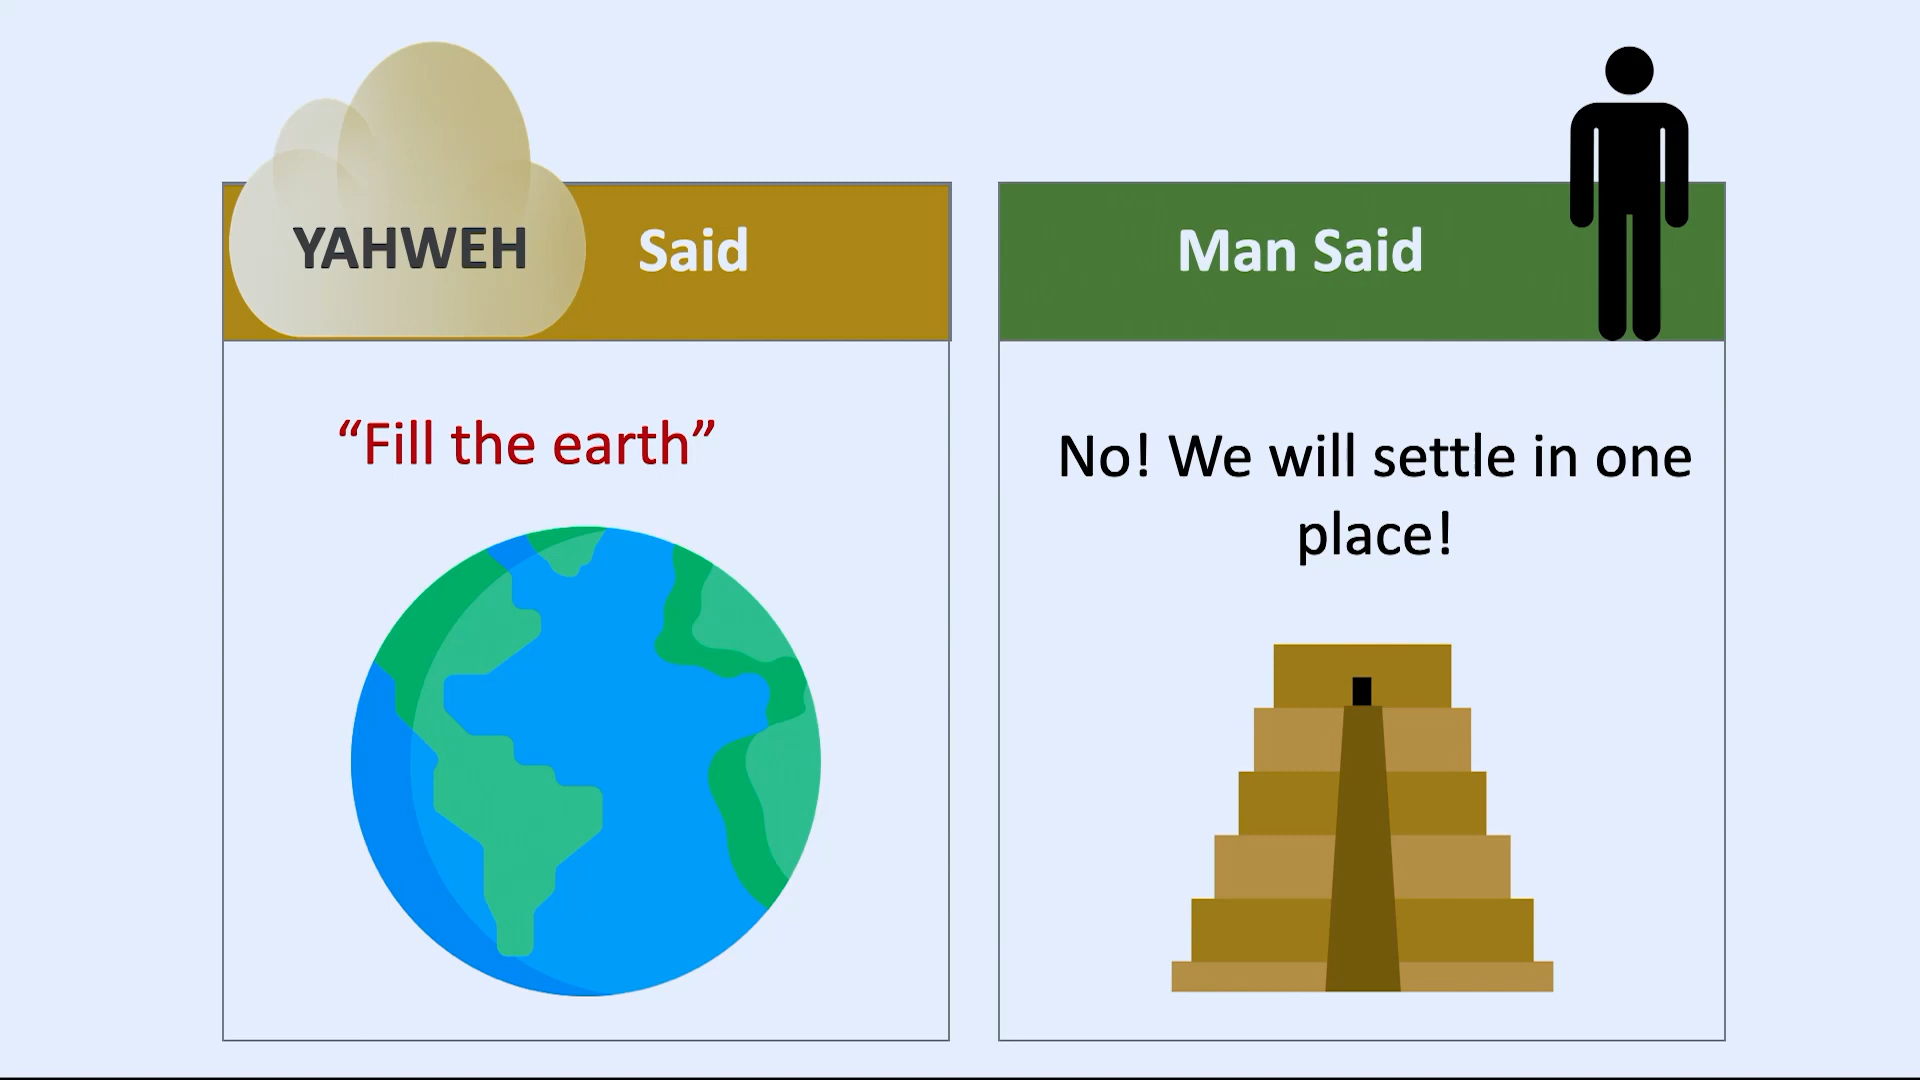 YAHWEH Said
“Fill the earth”
Man Said
No! We will settle in one
place!